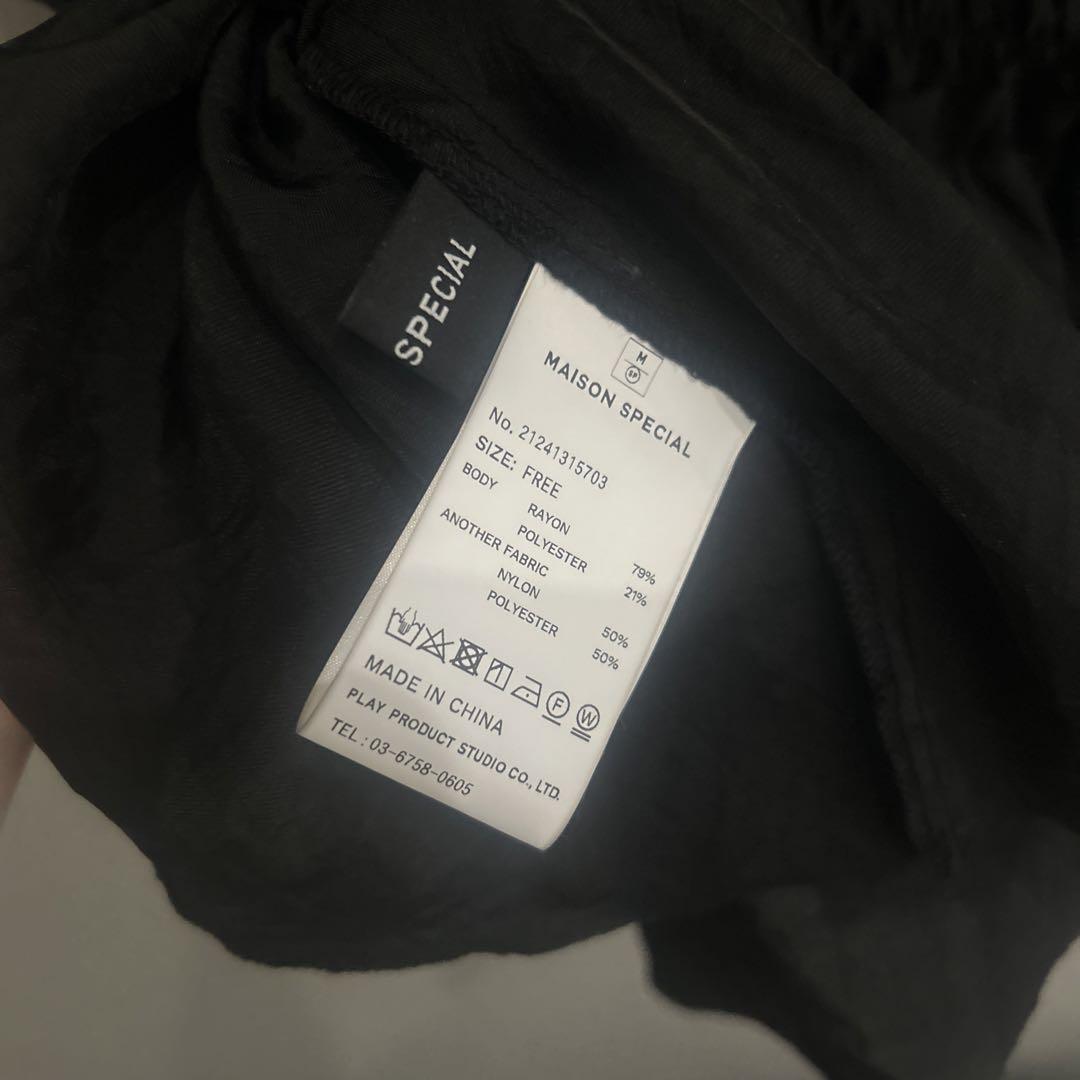 SPECIAL
M
SP
MAISON SPECIAL
No. 21241315703
SIZE: FREE
BODY
RAYON 79%
POLYESTER 21%
ANOTHER FABRIC
NYLON 50%
POLYESTER 50%
F W
MADE IN CHINA
PLAY PRODUCT STUDIO CO., LTD.
TEL : 03-6758-0605